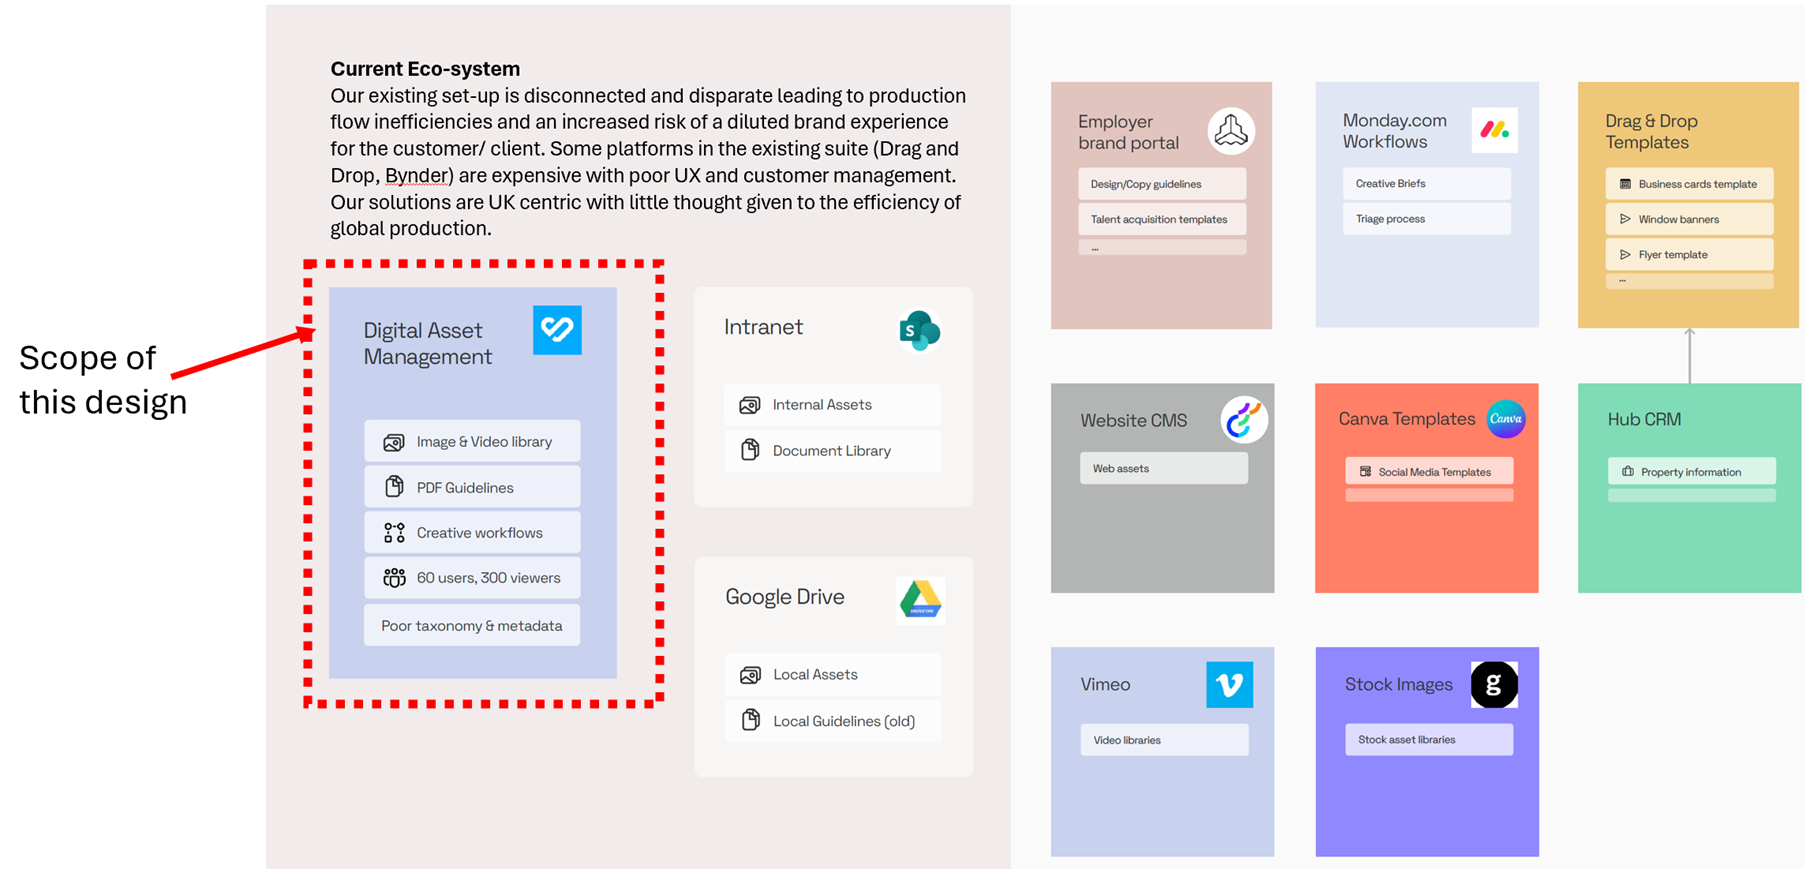 Current Eco-system
Our existing set-up is disconnected and disparate leading to production
flow inefficiencies and an increased risk of a diluted brand experience
for the customer/ client. Some platforms in the existing suite (Drag and
Drop, Bynder) are expensive with poor UX and customer management.
Our solutions are UK centric with little thought given to the efficiency of
global production.
Scope of
this design
Digital Asset
Management
Image & Video library
PDF Guidelines
Creative workflows
60 users, 300 viewers
Poor taxonomy & metadata
Intranet
S
Internal Assets
Document Library
Google Drive
Local Assets
Local Guidelines (old)
Employer
brand portal
Design/Copy guidelines
Talent acquisition templates
...
Monday.com
Workflows
Creative Briefs
Triage process
Drag & Drop
Templates
Business cards template
Window banners
Flyer template
...
Website CMS
Web assets
Canva Templates
Canva
Social Media Templates
Hub CRM
Property information
Vimeo
v
Video libraries
Stock Images
g
Stock asset libraries